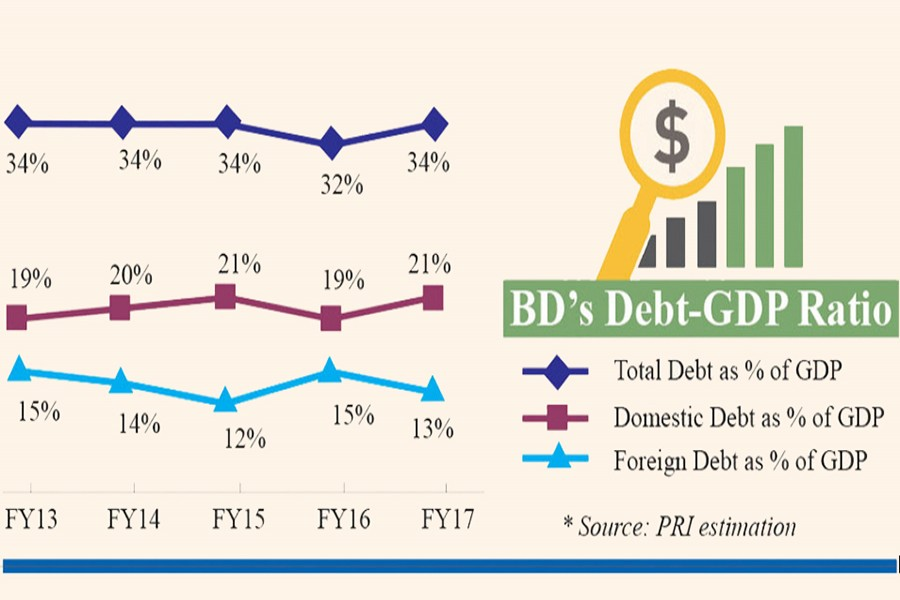 34% 34% 34% 32% 34%
19% 20% 21% 19% 21%
15% 14% 12% 15% 13%
FY13 FY14 FY15 FY16 FY17
$
BD's Debt-GDP Ratio
Total Debt as % of GDP
Domestic Debt as % of GDP
Foreign Debt as % of GDP
* Source: PRI estimation